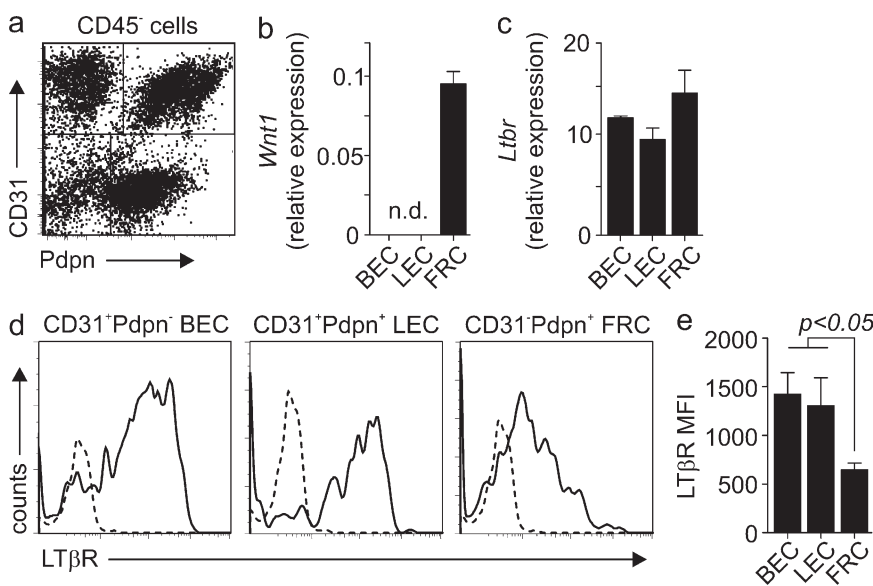 a
CD45- cells
CD31
Pdpn
b
Wnt1
(relative expression)
0.1
0.05
0
n.d.
BEC
LEC
FRC
c
Ltbr
(relative expression)
20
10
0
BEC
LEC
FRC
d
CD31+Pdpn- BEC
CD31+Pdpn+ LEC
CD31-Pdpn+ FRC
counts
LTβR
e
p<0.05
LTβR MFI
2000
1500
1000
500
0
BEC
LEC
FRC